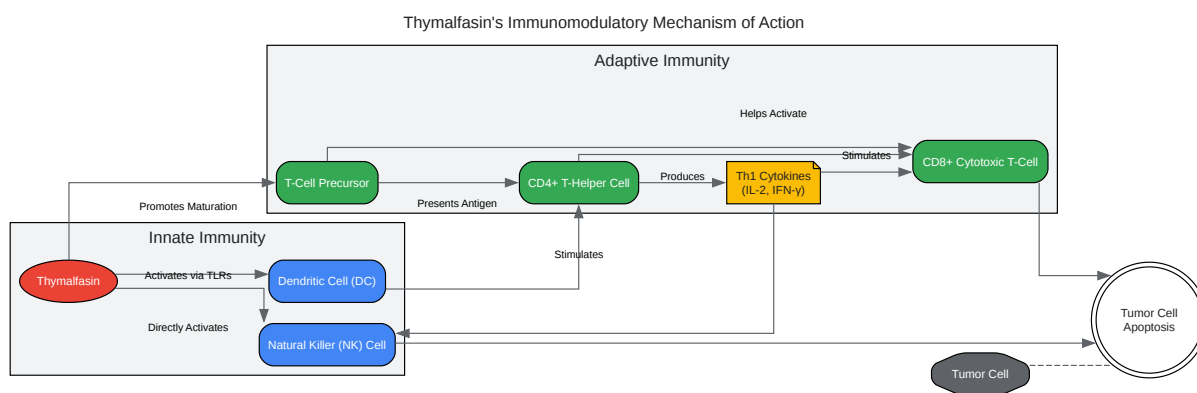 Thymalfasin's Immunomodulatory Mechanism of Action
Adaptive Immunity
Helps Activate
T-Cell Precursor
CD4+ T-Helper Cell
Produces
Th1 Cytokines
(IL-2, IFN-γ)
Stimulates
CD8+ Cytotoxic T-Cell
Promotes Maturation
Presents Antigen
Innate Immunity
Stimulates
Thymalfasin
Activates via TLRs
Dendritic Cell (DC)
Directly Activates
Natural Killer (NK) Cell
Tumor Cell
Apoptosis
Tumor Cell